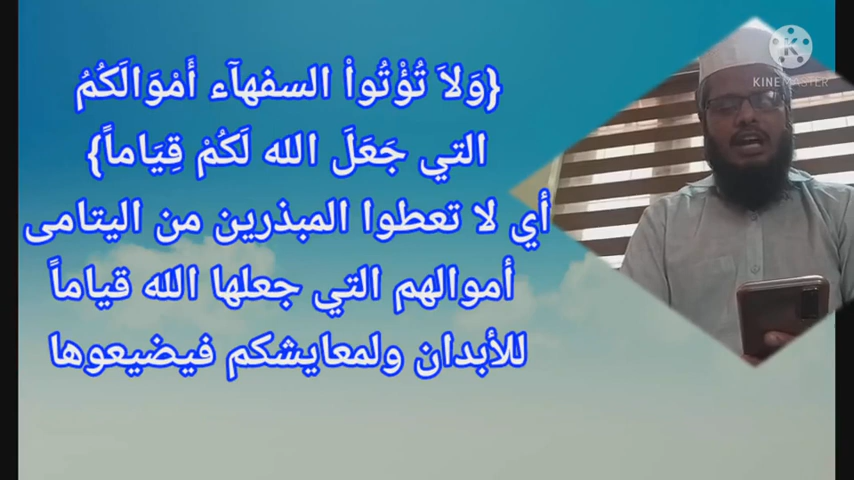 {وَلاَ تُؤْتُواْ السفهآء أَمْوَالَكُمُ
التي جَعَلَ الله لَكُمْ قِيَاماً}
أي لا تعطوا المبذرين من اليتامى
أموالهم التي جعلها الله قياماً
للأبدان ولمعايشكم فيضيعوها
KINEMASTER